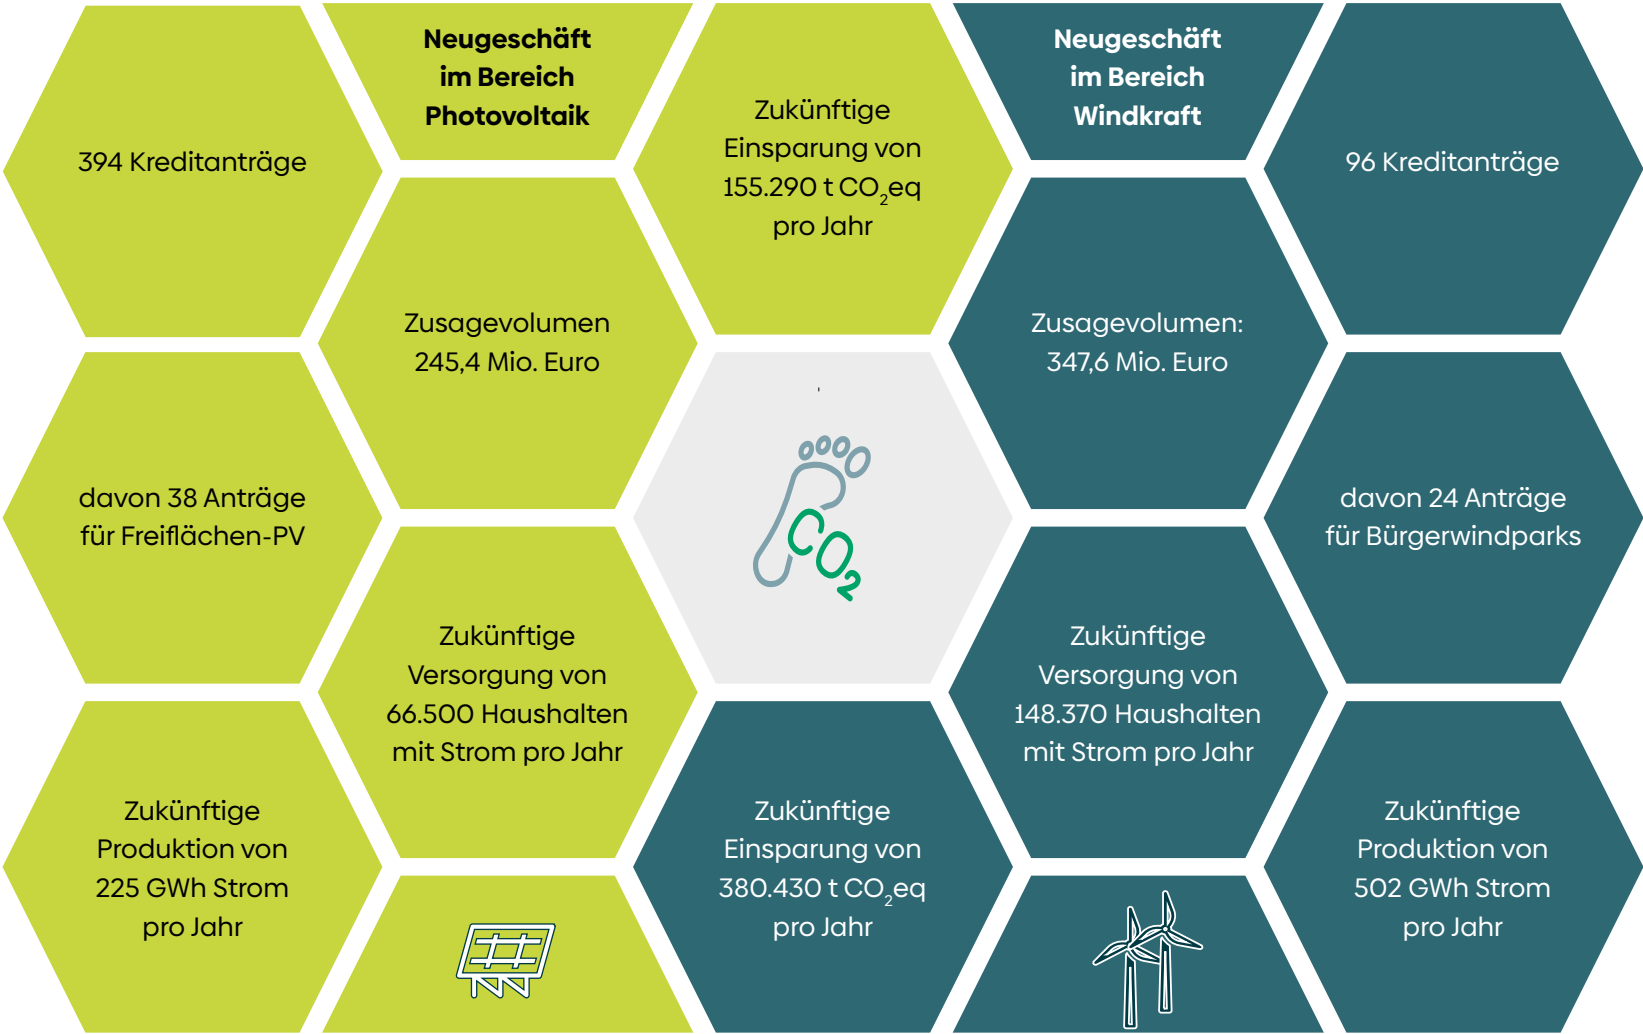 Neugeschäft
im Bereich
Photovoltaik
394 Kreditanträge
Zusagevolumen
245,4 Mio. Euro
Zukünftige
Einsparung von
155.290 t CO₂eq
pro Jahr
davon 38 Anträge
für Freiflächen-PV
Zukünftige
Versorgung von
66.500 Haushalten
mit Strom pro Jahr
Zukünftige
Produktion von
225 GWh Strom
pro Jahr
CO₂
Neugeschäft
im Bereich
Windkraft
96 Kreditanträge
Zusagevolumen:
347,6 Mio. Euro
davon 24 Anträge
für Bürgerwindparks
Zukünftige
Versorgung von
148.370 Haushalten
mit Strom pro Jahr
Zukünftige
Einsparung von
380.430 t CO₂eq
pro Jahr
Zukünftige
Produktion von
502 GWh Strom
pro Jahr